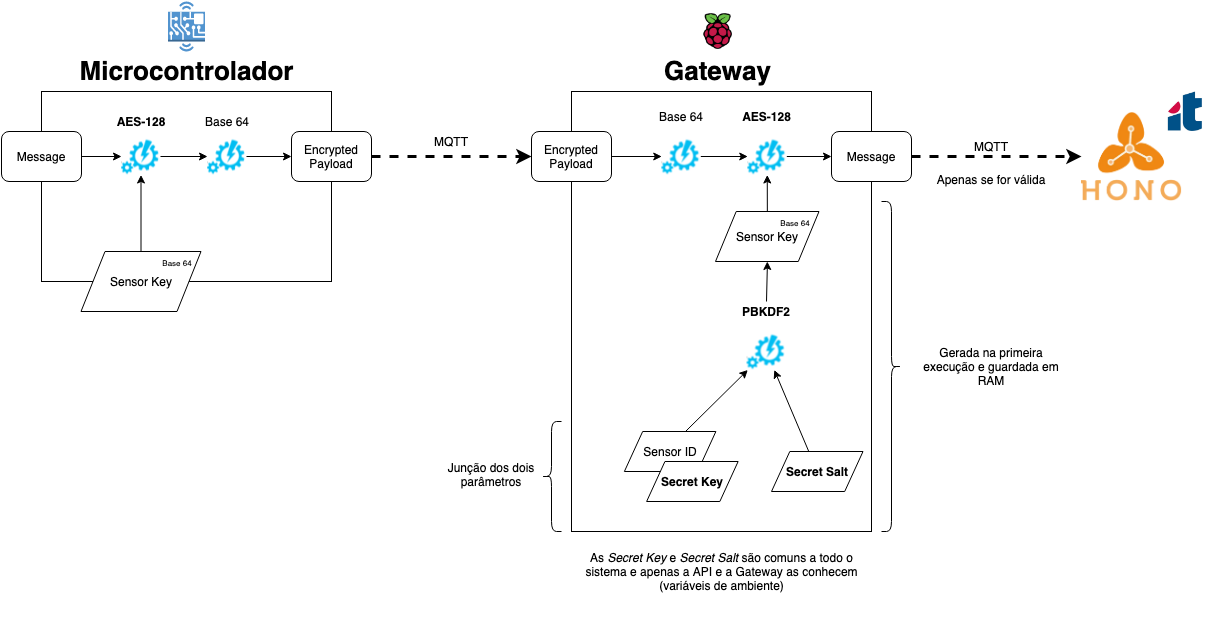 Microcontrolador
Gateway
AES-128
Base 64
Message
Encrypted
Payload
MQTT
Base 64
Sensor Key
Base 64
AES-128
Encrypted
Payload
Message
MQTT
Apenas se for válida
it
HONO
Base 64
Sensor Key
PBKDF2
Gerada na primeira
execução e guardada em
RAM
Sensor ID
Secret Key
Secret Salt
Junção dos dois
parâmetros
As Secret Key e Secret Salt são comuns a todo o
sistema e apenas a API e a Gateway as conhecem
(variáveis de ambiente)